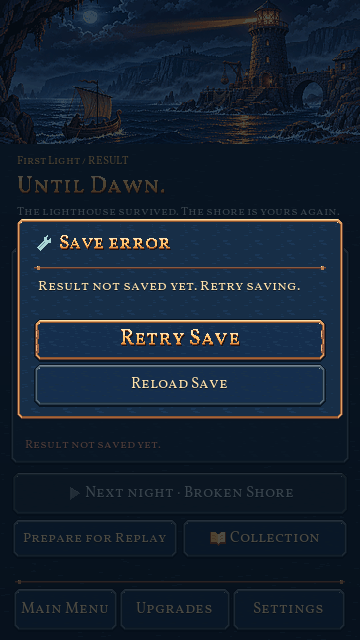 First Light / RESULT
Until Dawn.
The lighthouse survived. The shore is yours again.
Save error
Result not saved yet. Retry saving.
Retry Save
Reload Save
Result not saved yet.
Next night · Broken Shore
Prepare for Replay
Collection
Main Menu
Upgrades
Settings